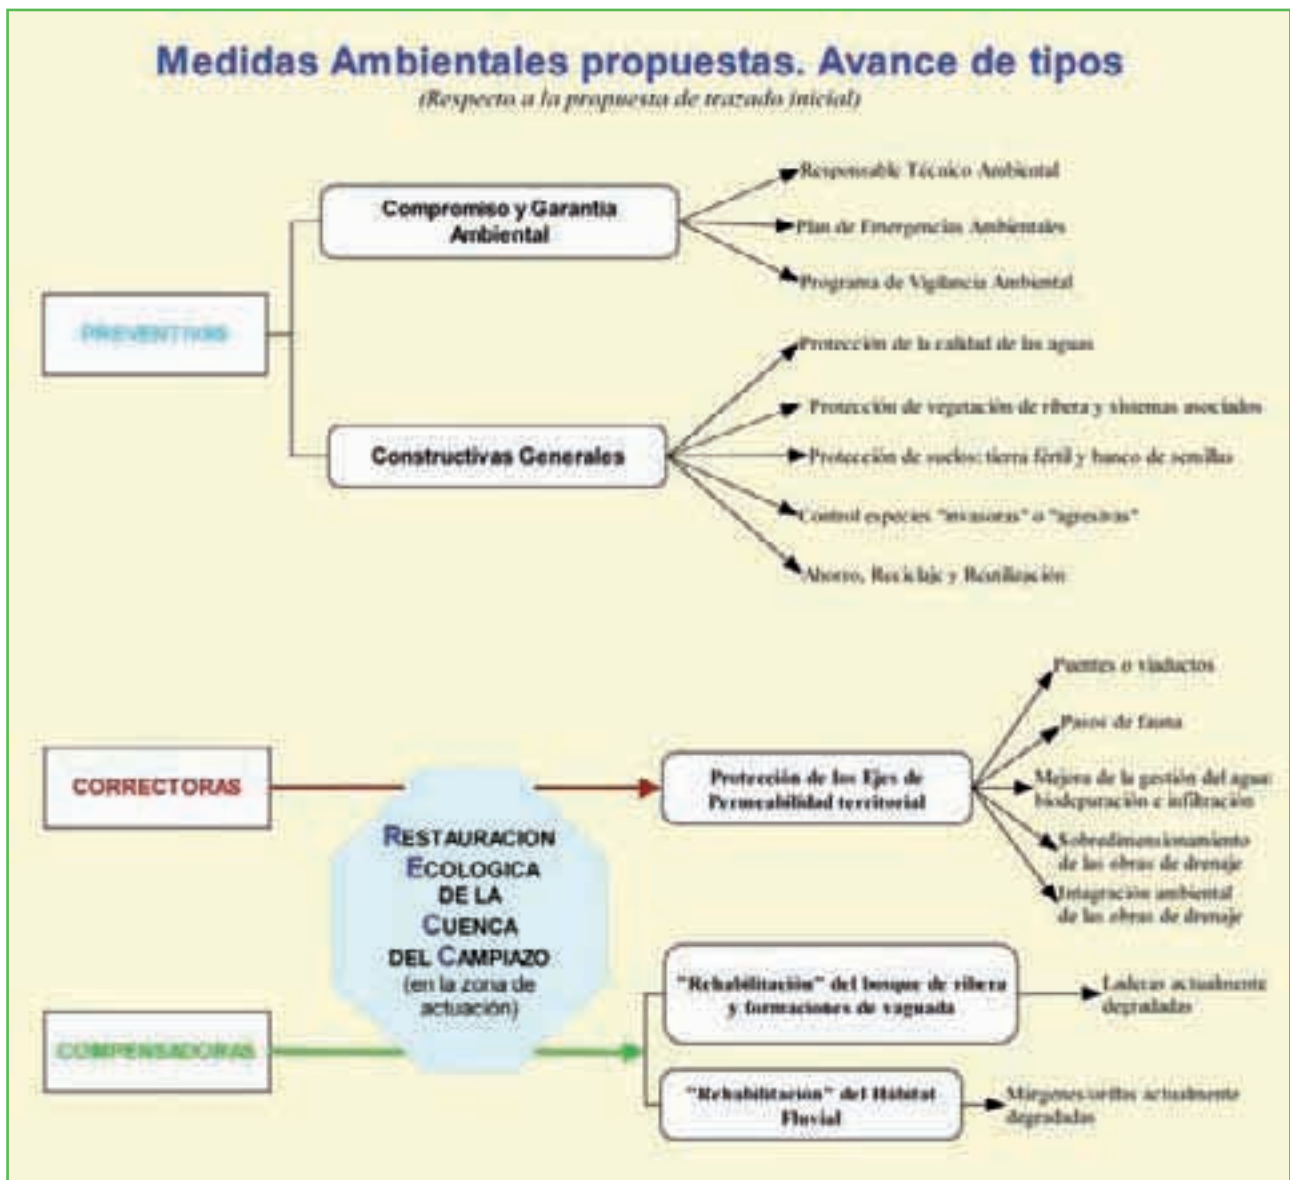 Medidas Ambientales propuestas. Avance de tipos
(Respecto a la propuesta de trazado inicial)
PREVENTIVAS
Compromiso y Garantía
Ambiental
Responsable Técnico Ambiental
Plan de Emergencias Ambientales
Programa de Vigilancia Ambiental
Constructivas Generales
Protección de la calidad de las aguas
Protección de vegetación de ribera y sistemas asociados
Protección de suelos: tierra fértil y banco de semillas
Control especies "invasoras" o "agresivas"
Ahorro, Reciclaje y Reutilización
CORRECTORAS
RESTAURACION
ECOLOGICA
DE LA
CUENCA
DEL CAMPIAZO
(en la zona de
actuación)
Protección de los Ejes de
Permeabilidad territorial
Puentes o viaductos
Pasos de fauna
Mejora de la gestión del agua:
biodepuración e infiltración
Sobredimensionamiento
de las obras de drenaje
Integración ambiental
de las obras de drenaje
COMPENSADORAS
"Rehabilitación" del bosque de ribera
y formaciones de vaguada
Laderas actualmente
degradadas
"Rehabilitación" del Hábitat
Fluvial
Márgenes/orillas actualmente
degradadas